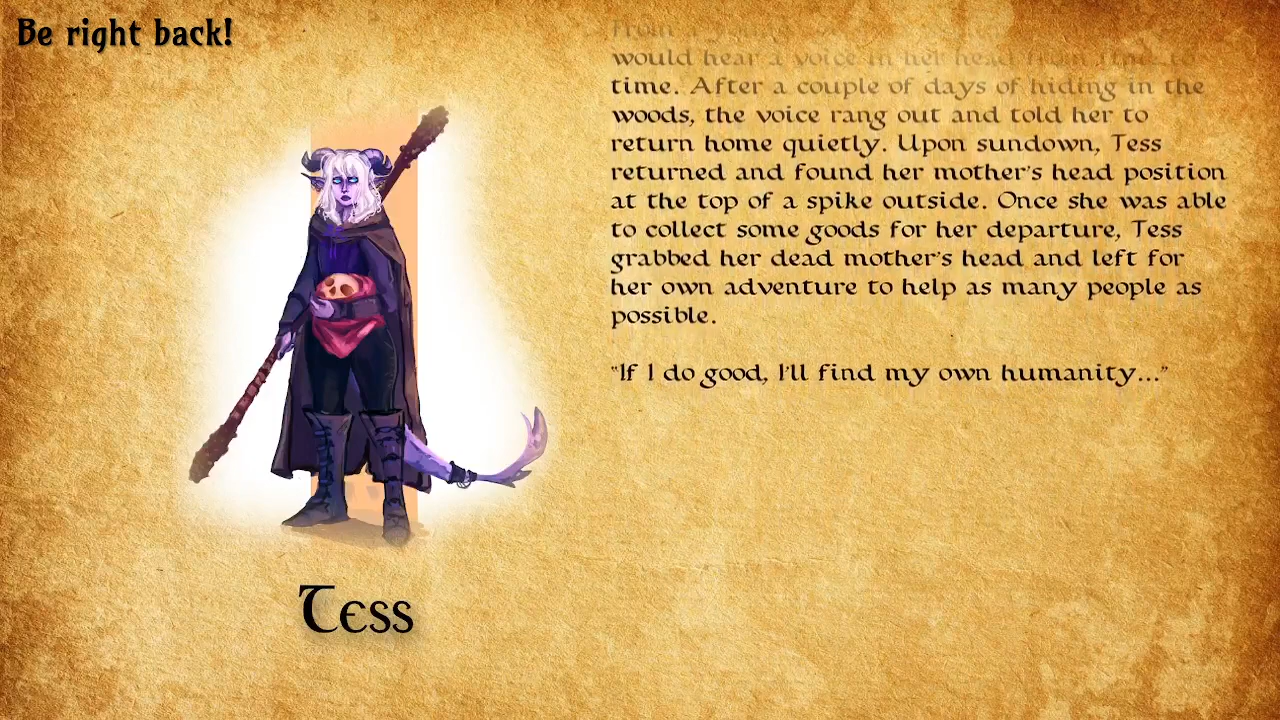 Be right back!
From a
would hear a voice in her head from time to
time. After a couple of days of hiding in the
woods, the voice rang out and told her to
return home quietly. Upon sundown, Tess
returned and found her mother's head position
at the top of a spike outside. Once she was able
to collect some goods for her departure, Tess
grabbed her dead mother's head and left for
her own adventure to help as many people as
possible.
"If I do good, I'll find my own humanity..."
Tess